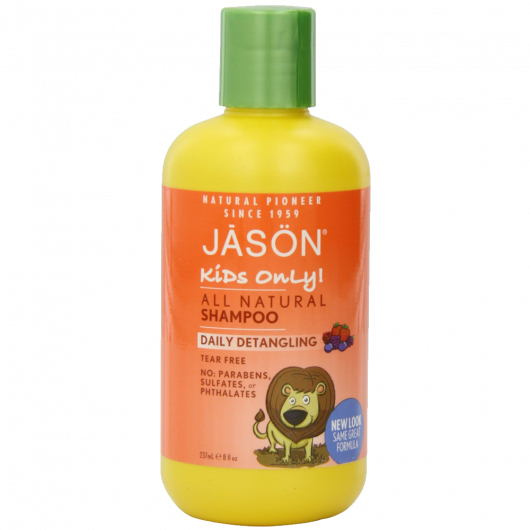 NATURAL PIONEER
SINCE 1959
JĀSÖN®
KiDs OnLy!
ALL NATURAL
SHAMPOO
DAILY DETANGLING
TEAR FREE
NO: PARABENS,
SULFATES, or
PHTHALATES
NEW LOOK
SAME GREAT
FORMULA
237mL e 8 fl oz